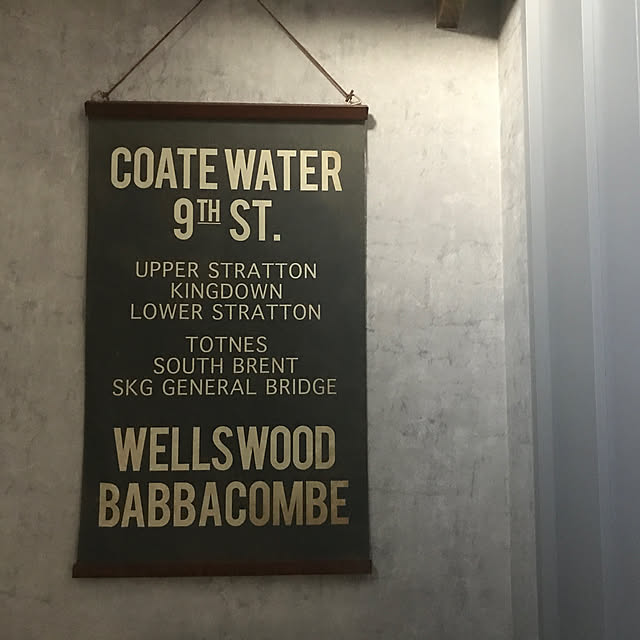 COATE WATER
9TH ST.
UPPER STRATTON
KINGDOWN
LOWER STRATTON
TOTNES
SOUTH BRENT
SKG GENERAL BRIDGE
WELLSWOOD
BABBACOMBE